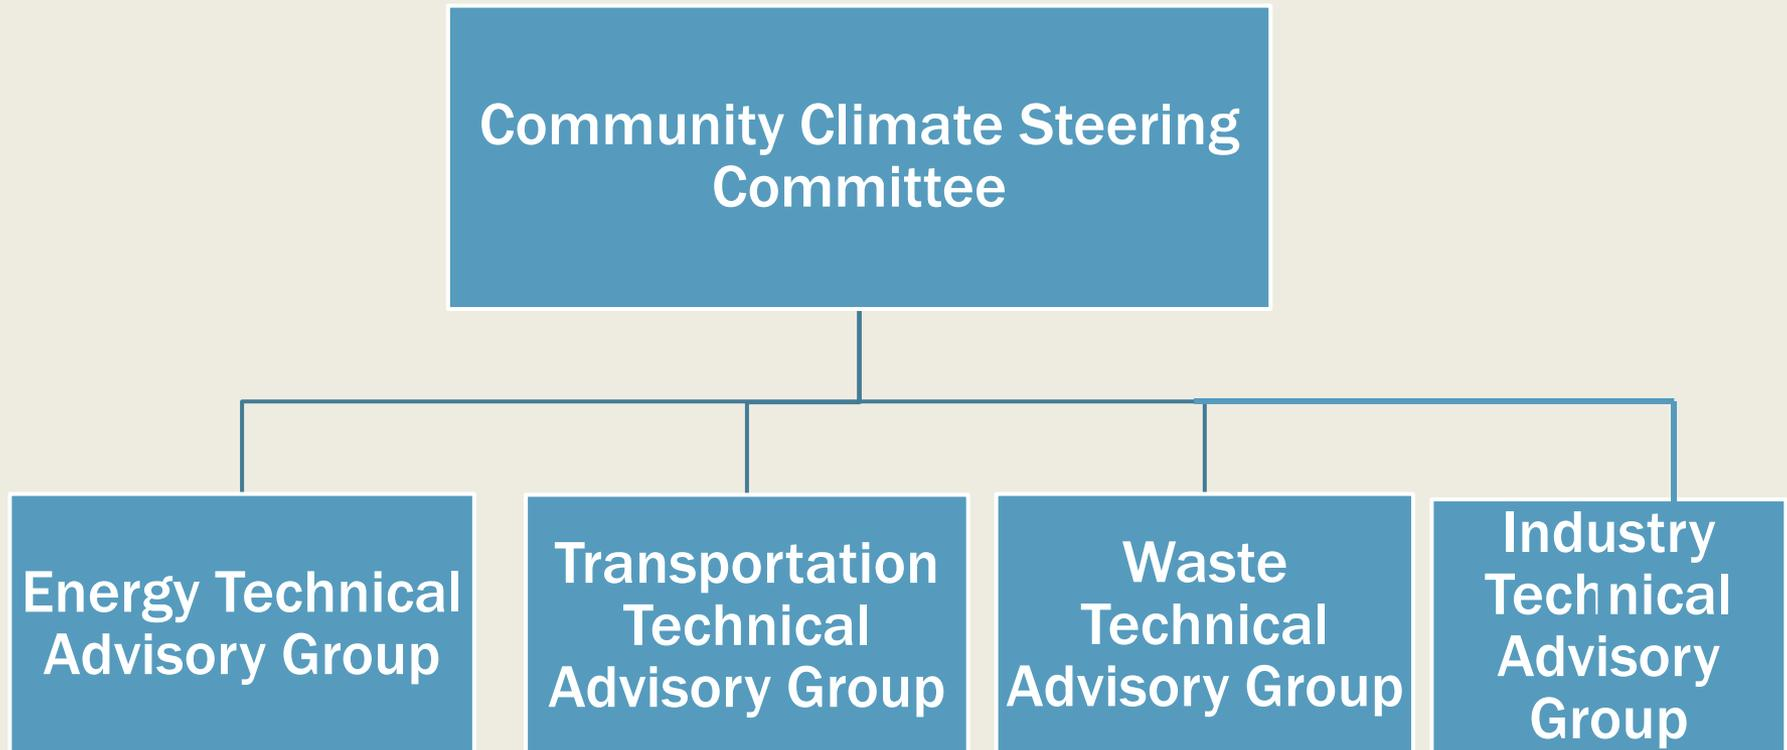 Community Climate Steering
Committee
Energy Technical
Advisory Group
Transportation
Technical
Advisory Group
Waste
Technical
Advisory Group
Industry
Technical
Advisory
Group